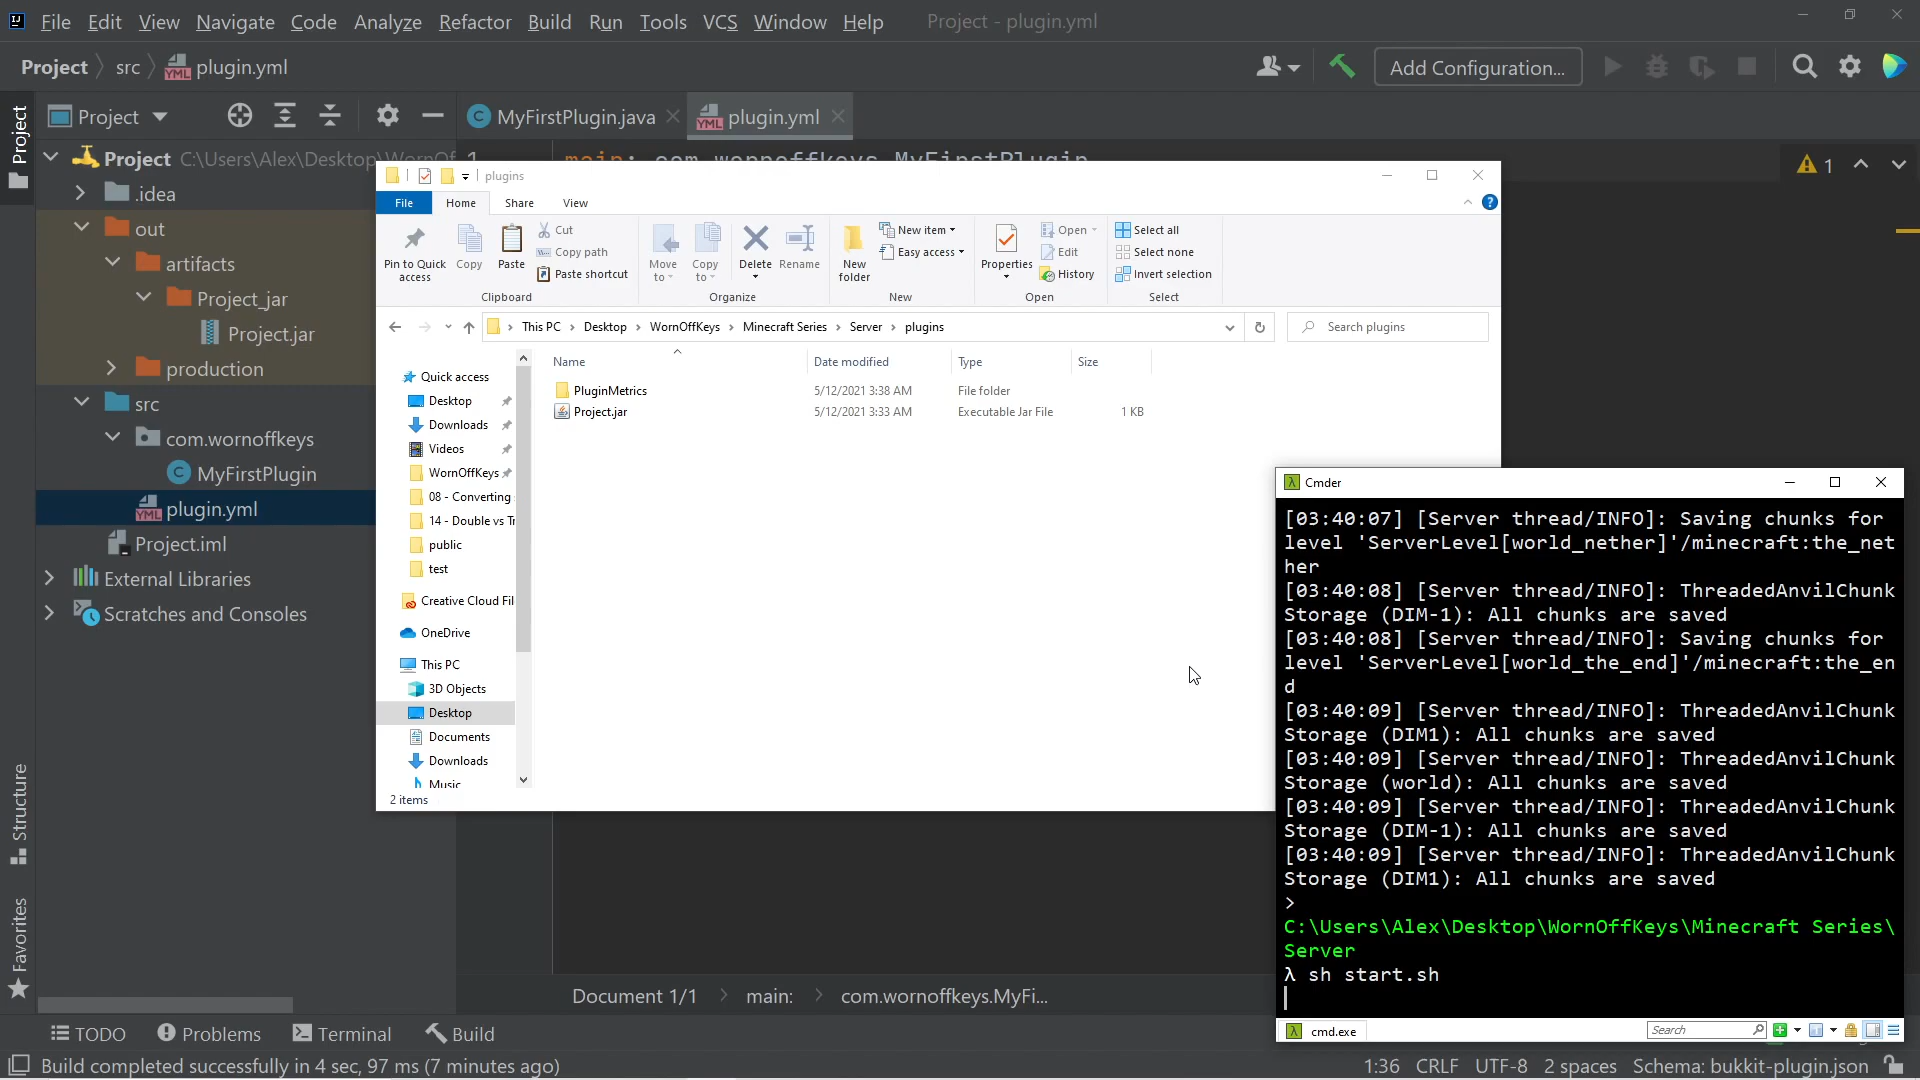 File Edit View Navigate Code Analyze Refactor Build Run Tools VCS Window Help Project - plugin.yml
Project src plugin.yml Add Configuration...
Project MyFirstPlugin.java plugin.yml
Project
Project C:\Users\Alex\Desktop\WornOf 1 main: com.wornoffkeys.MyFirstPlugin 1
.idea
out
artifacts
Project_jar
Project.jar
production
src
com.wornoffkeys
MyFirstPlugin
plugin.yml
Project.iml
External Libraries
Scratches and Consoles
Structure
Favorites
plugins
File Home Share View
Pin to Quick access
Copy
Paste
Cut
Copy path
Paste shortcut
Clipboard
Move to
Copy to
Delete
Rename
Organize
New folder
New item
Easy access
New
Properties
Open
Edit
History
Open
Select all
Select none
Invert selection
Select
This PC Desktop WornOffKeys Minecraft Series Server plugins Search plugins
Name Date modified Type Size
PluginMetrics 5/12/2021 3:38 AM File folder
Project.jar 5/12/2021 3:33 AM Executable Jar File 1 KB
Quick access
Desktop
Downloads
Videos
WornOffKeys
08 - Converting
14 - Double vs Tr
public
test
Creative Cloud Fil
OneDrive
This PC
3D Objects
Desktop
Documents
Downloads
Music
2 items
Cmder
[03:40:07] [Server thread/INFO]: Saving chunks for
level 'ServerLevel[world_nether]'/minecraft:the_net
her
[03:40:08] [Server thread/INFO]: ThreadedAnvilChunk
Storage (DIM-1): All chunks are saved
[03:40:08] [Server thread/INFO]: Saving chunks for
level 'ServerLevel[world_the_end]'/minecraft:the_en
d
[03:40:09] [Server thread/INFO]: ThreadedAnvilChunk
Storage (DIM1): All chunks are saved
[03:40:09] [Server thread/INFO]: ThreadedAnvilChunk
Storage (world): All chunks are saved
[03:40:09] [Server thread/INFO]: ThreadedAnvilChunk
Storage (DIM-1): All chunks are saved
[03:40:09] [Server thread/INFO]: ThreadedAnvilChunk
Storage (DIM1): All chunks are saved
>
C:\Users\Alex\Desktop\WornOffKeys\Minecraft Series\
Server
λ sh start.sh
cmd.exe Search
Document 1/1 main: com.wornoffkeys.MyFi...
TODO Problems Terminal Build
Build completed successfully in 4 sec, 97 ms (7 minutes ago) 1:36 CRLF UTF-8 2 spaces Schema: bukkit-plugin.json